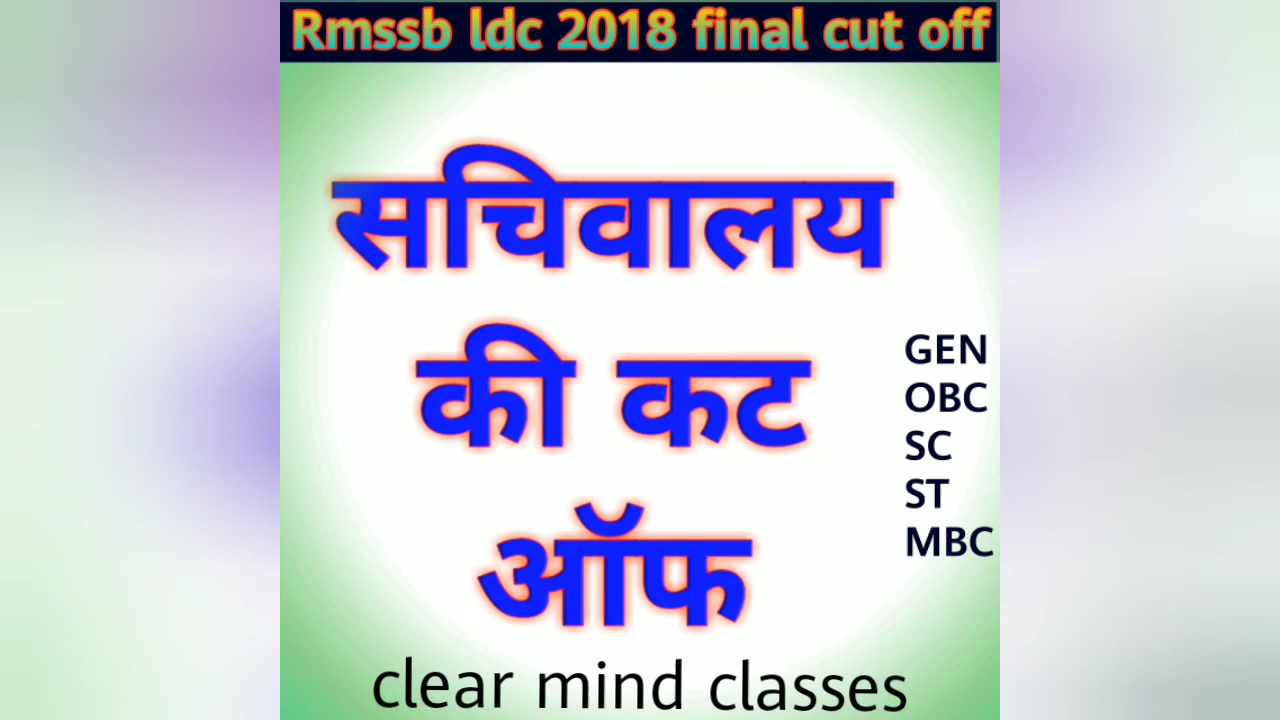 Rmssb ldc 2018 final cut off
सचिवालय
की कट
ऑफ
GEN
OBC
SC
ST
MBC
clear mind classes